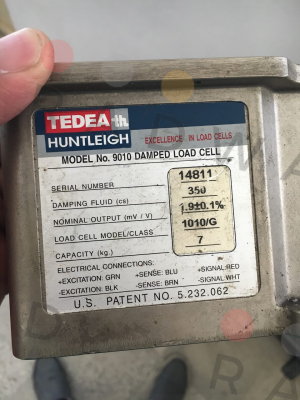 TEDEA-th
HUNTLEIGH
EXCELLENCE IN LOAD CELLS
MODEL No. 9010 DAMPED LOAD CELL
SERIAL NUMBER 14811
DAMPING FLUID (cs) 350
NOMINAL OUTPUT (mV / V) 1.9±0.1%
LOAD CELL MODEL/CLASS 1010/G
CAPACITY (kg.) 7
ELECTRICAL CONNECTIONS:
+EXCITATION: GRN +SENSE: BLU +SIGNAL:RED
-EXCITATION: BLK -SENSE: BRN -SIGNAL:WHT
U.S. PATENT NO. 5.232.062